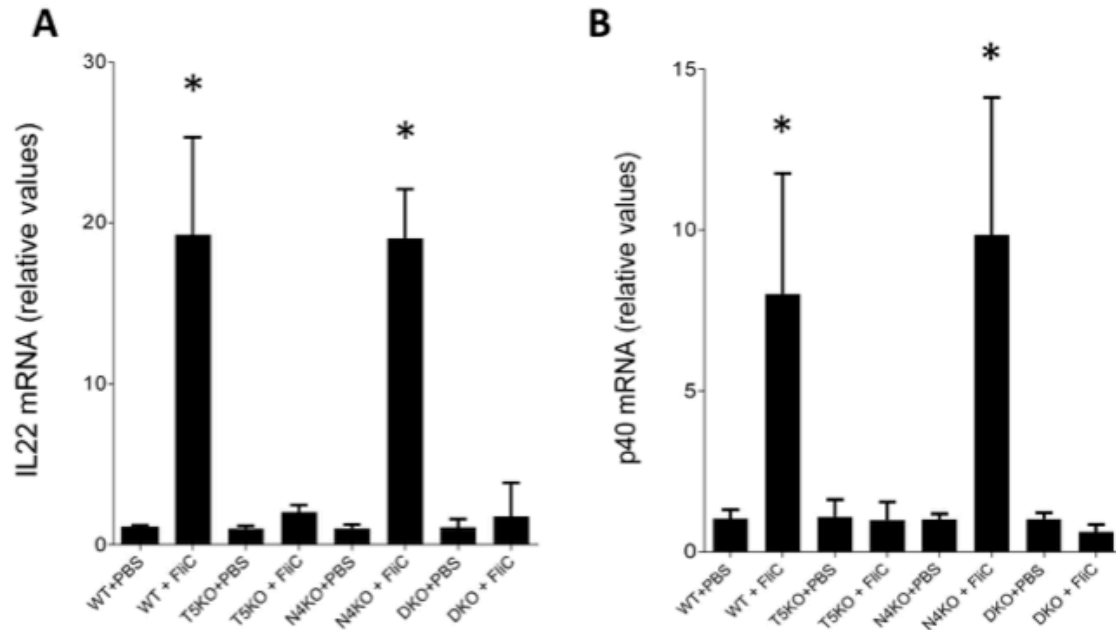 A
IL22 mRNA (relative values)
30
20
10
0
*
*
WT+PBS
WT + FliC
T5KO+PBS
T5KO + FliC
N4KO+PBS
N4KO + FliC
DKO+PBS
DKO + FliC
B
p40 mRNA (relative values)
15
10
5
0
*
*
WT+PBS
WT + FliC
T5KO+PBS
T5KO + FliC
N4KO+PBS
N4KO + FliC
DKO+PBS
DKO + FliC